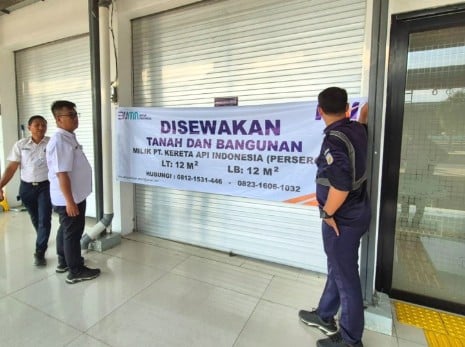 DISEWAKAN
TANAH DAN BANGUNAN
MILIK PT. KERETA API INDONESIA (PERSER
LT: 12 M² LB: 12 M²
HUBUNGI : 0812-1531-446 - 0823-1606-1032